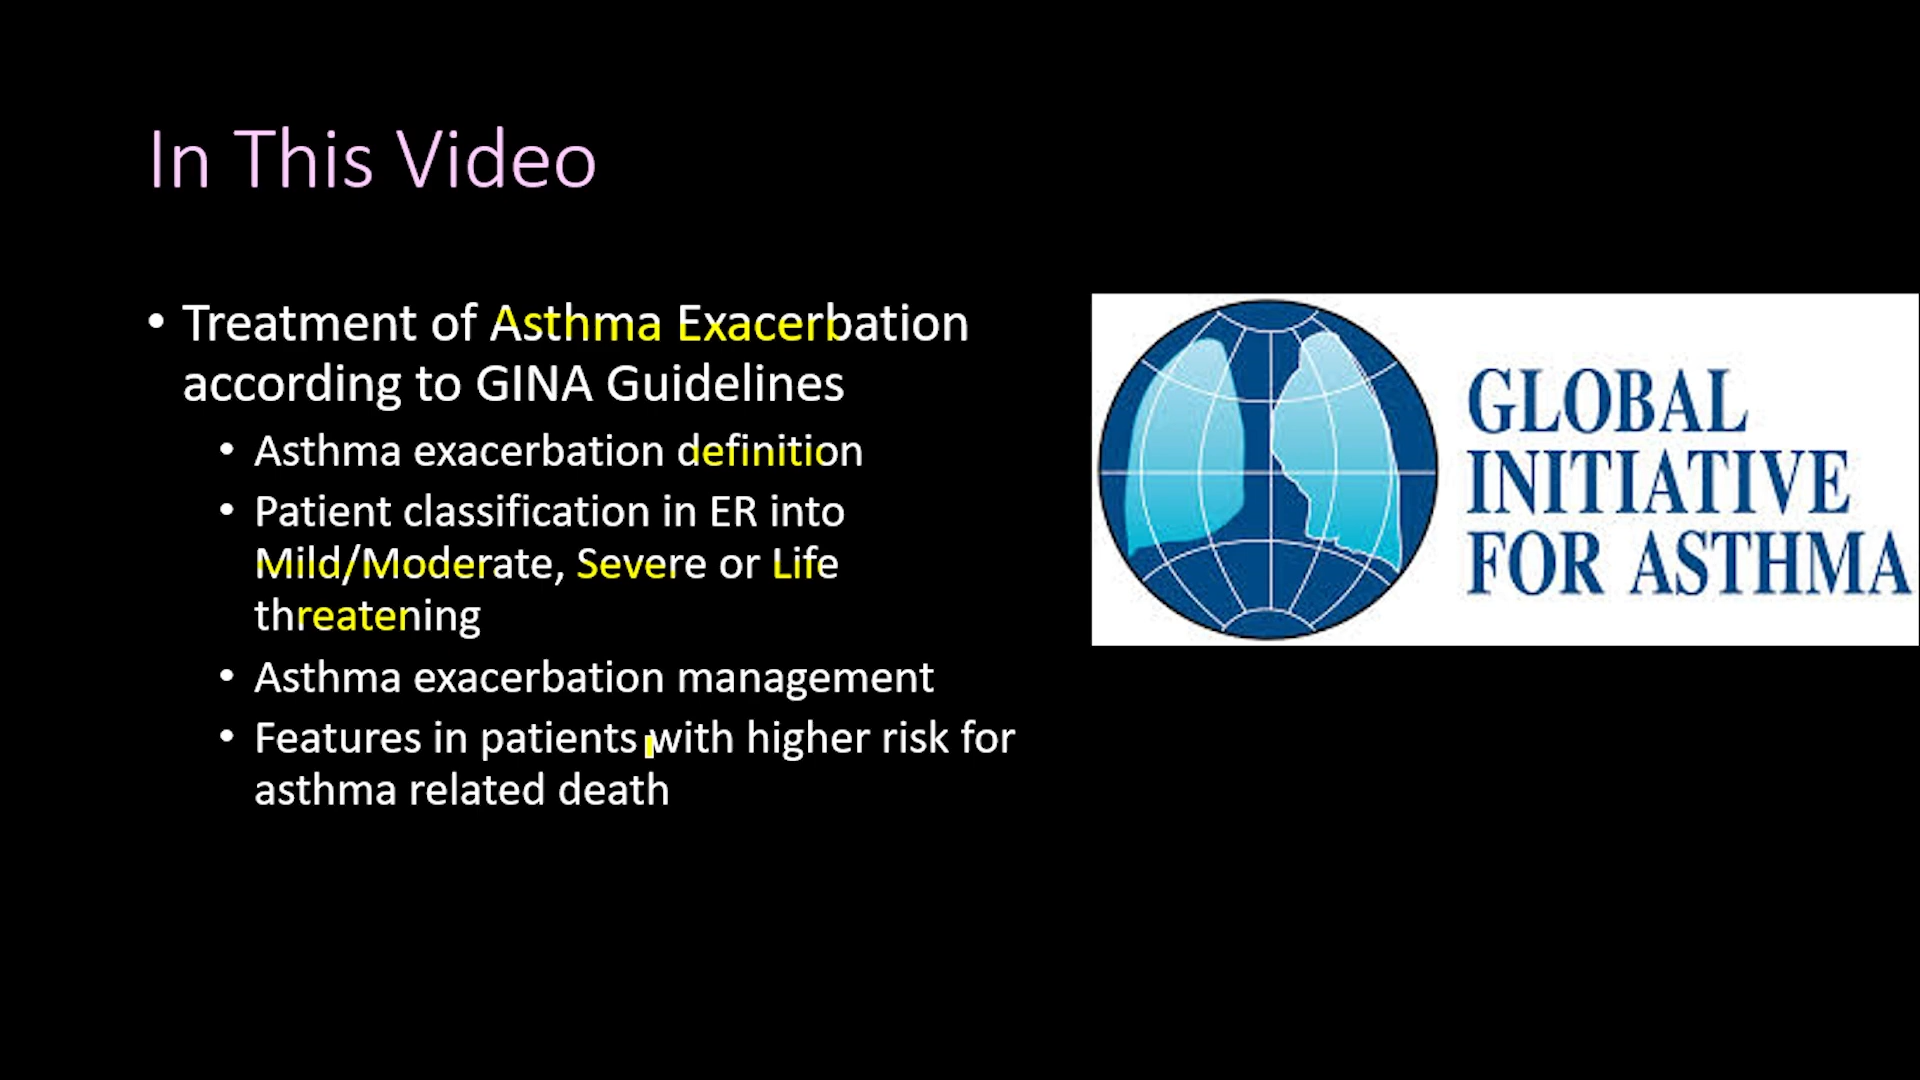 In This Video
• Treatment of Asthma Exacerbation
according to GINA Guidelines
• Asthma exacerbation definition
• Patient classification in ER into
Mild/Moderate, Severe or Life
threatening
• Asthma exacerbation management
• Features in patients with higher risk for
asthma related death
GLOBAL
INITIATIVE
FOR ASTHMA